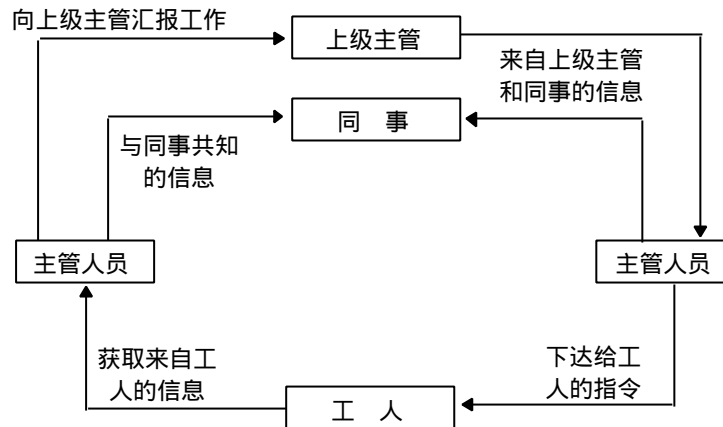 向上级主管汇报工作
上级主管
来自上级主管
和同事的信息
同 事
与同事共知
的信息
主管人员
主管人员
获取来自工
人的信息
下达给工
人的指令
工 人